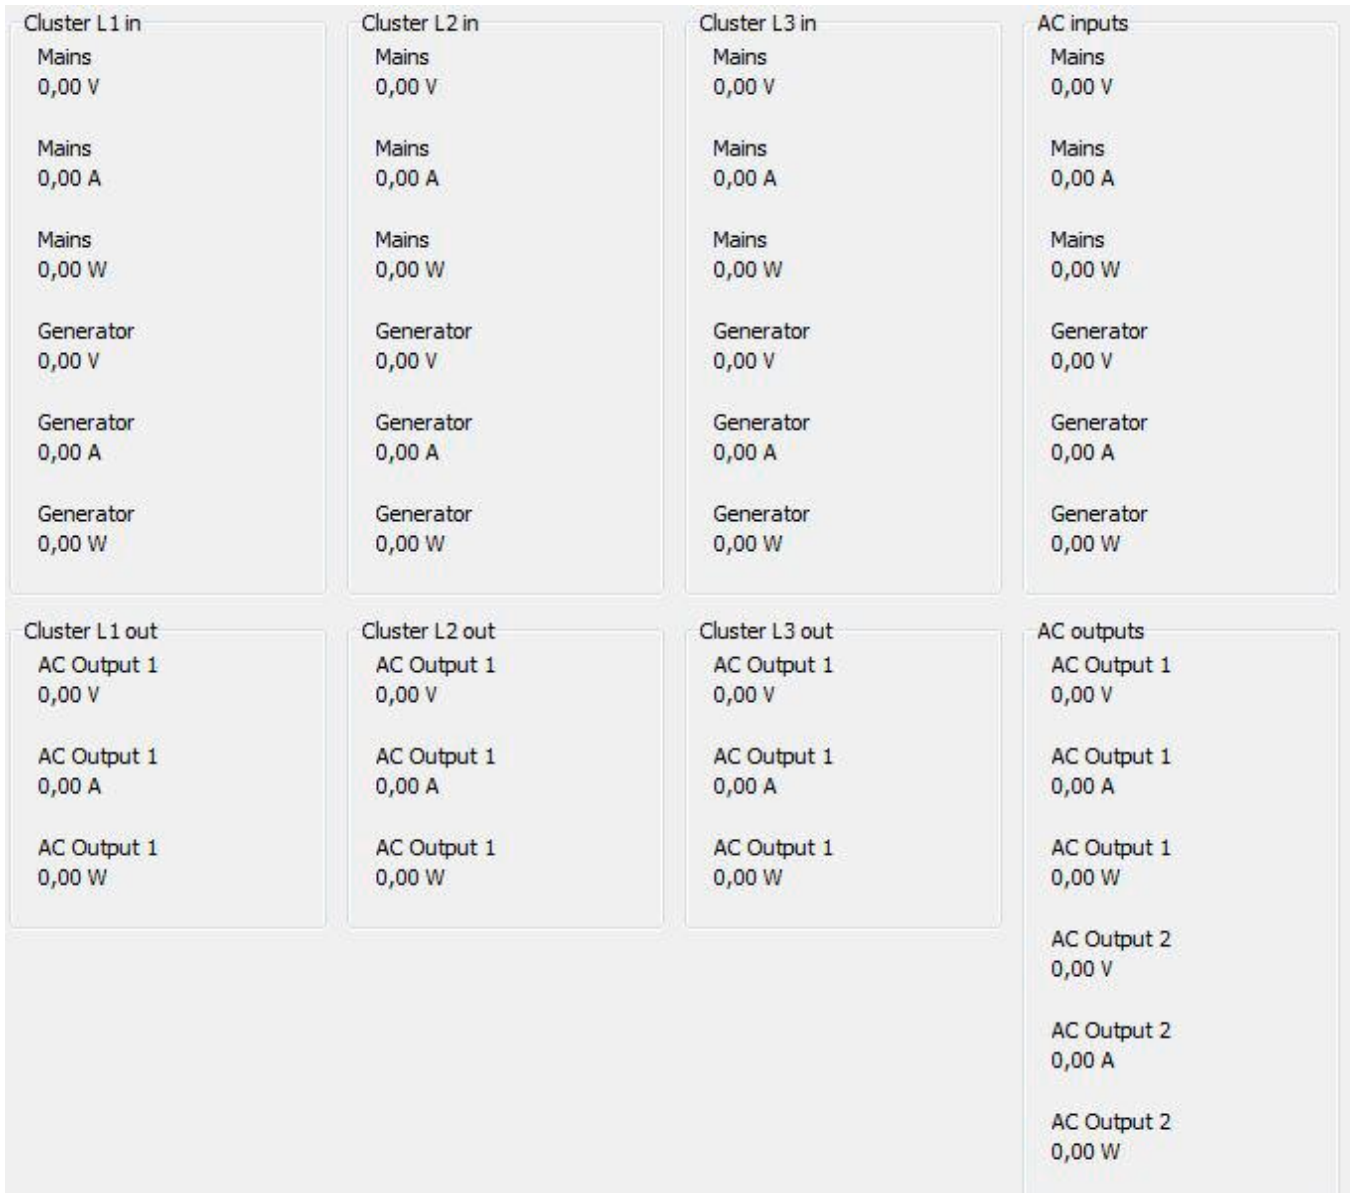 Cluster L1 in
Mains
0,00 V
Mains
0,00 A
Mains
0,00 W
Generator
0,00 V
Generator
0,00 A
Generator
0,00 W
Cluster L2 in
Mains
0,00 V
Mains
0,00 A
Mains
0,00 W
Generator
0,00 V
Generator
0,00 A
Generator
0,00 W
Cluster L3 in
Mains
0,00 V
Mains
0,00 A
Mains
0,00 W
Generator
0,00 V
Generator
0,00 A
Generator
0,00 W
AC inputs
Mains
0,00 V
Mains
0,00 A
Mains
0,00 W
Generator
0,00 V
Generator
0,00 A
Generator
0,00 W
Cluster L1 out
AC Output 1
0,00 V
AC Output 1
0,00 A
AC Output 1
0,00 W
Cluster L2 out
AC Output 1
0,00 V
AC Output 1
0,00 A
AC Output 1
0,00 W
Cluster L3 out
AC Output 1
0,00 V
AC Output 1
0,00 A
AC Output 1
0,00 W
AC outputs
AC Output 1
0,00 V
AC Output 1
0,00 A
AC Output 1
0,00 W
AC Output 2
0,00 V
AC Output 2
0,00 A
AC Output 2
0,00 W